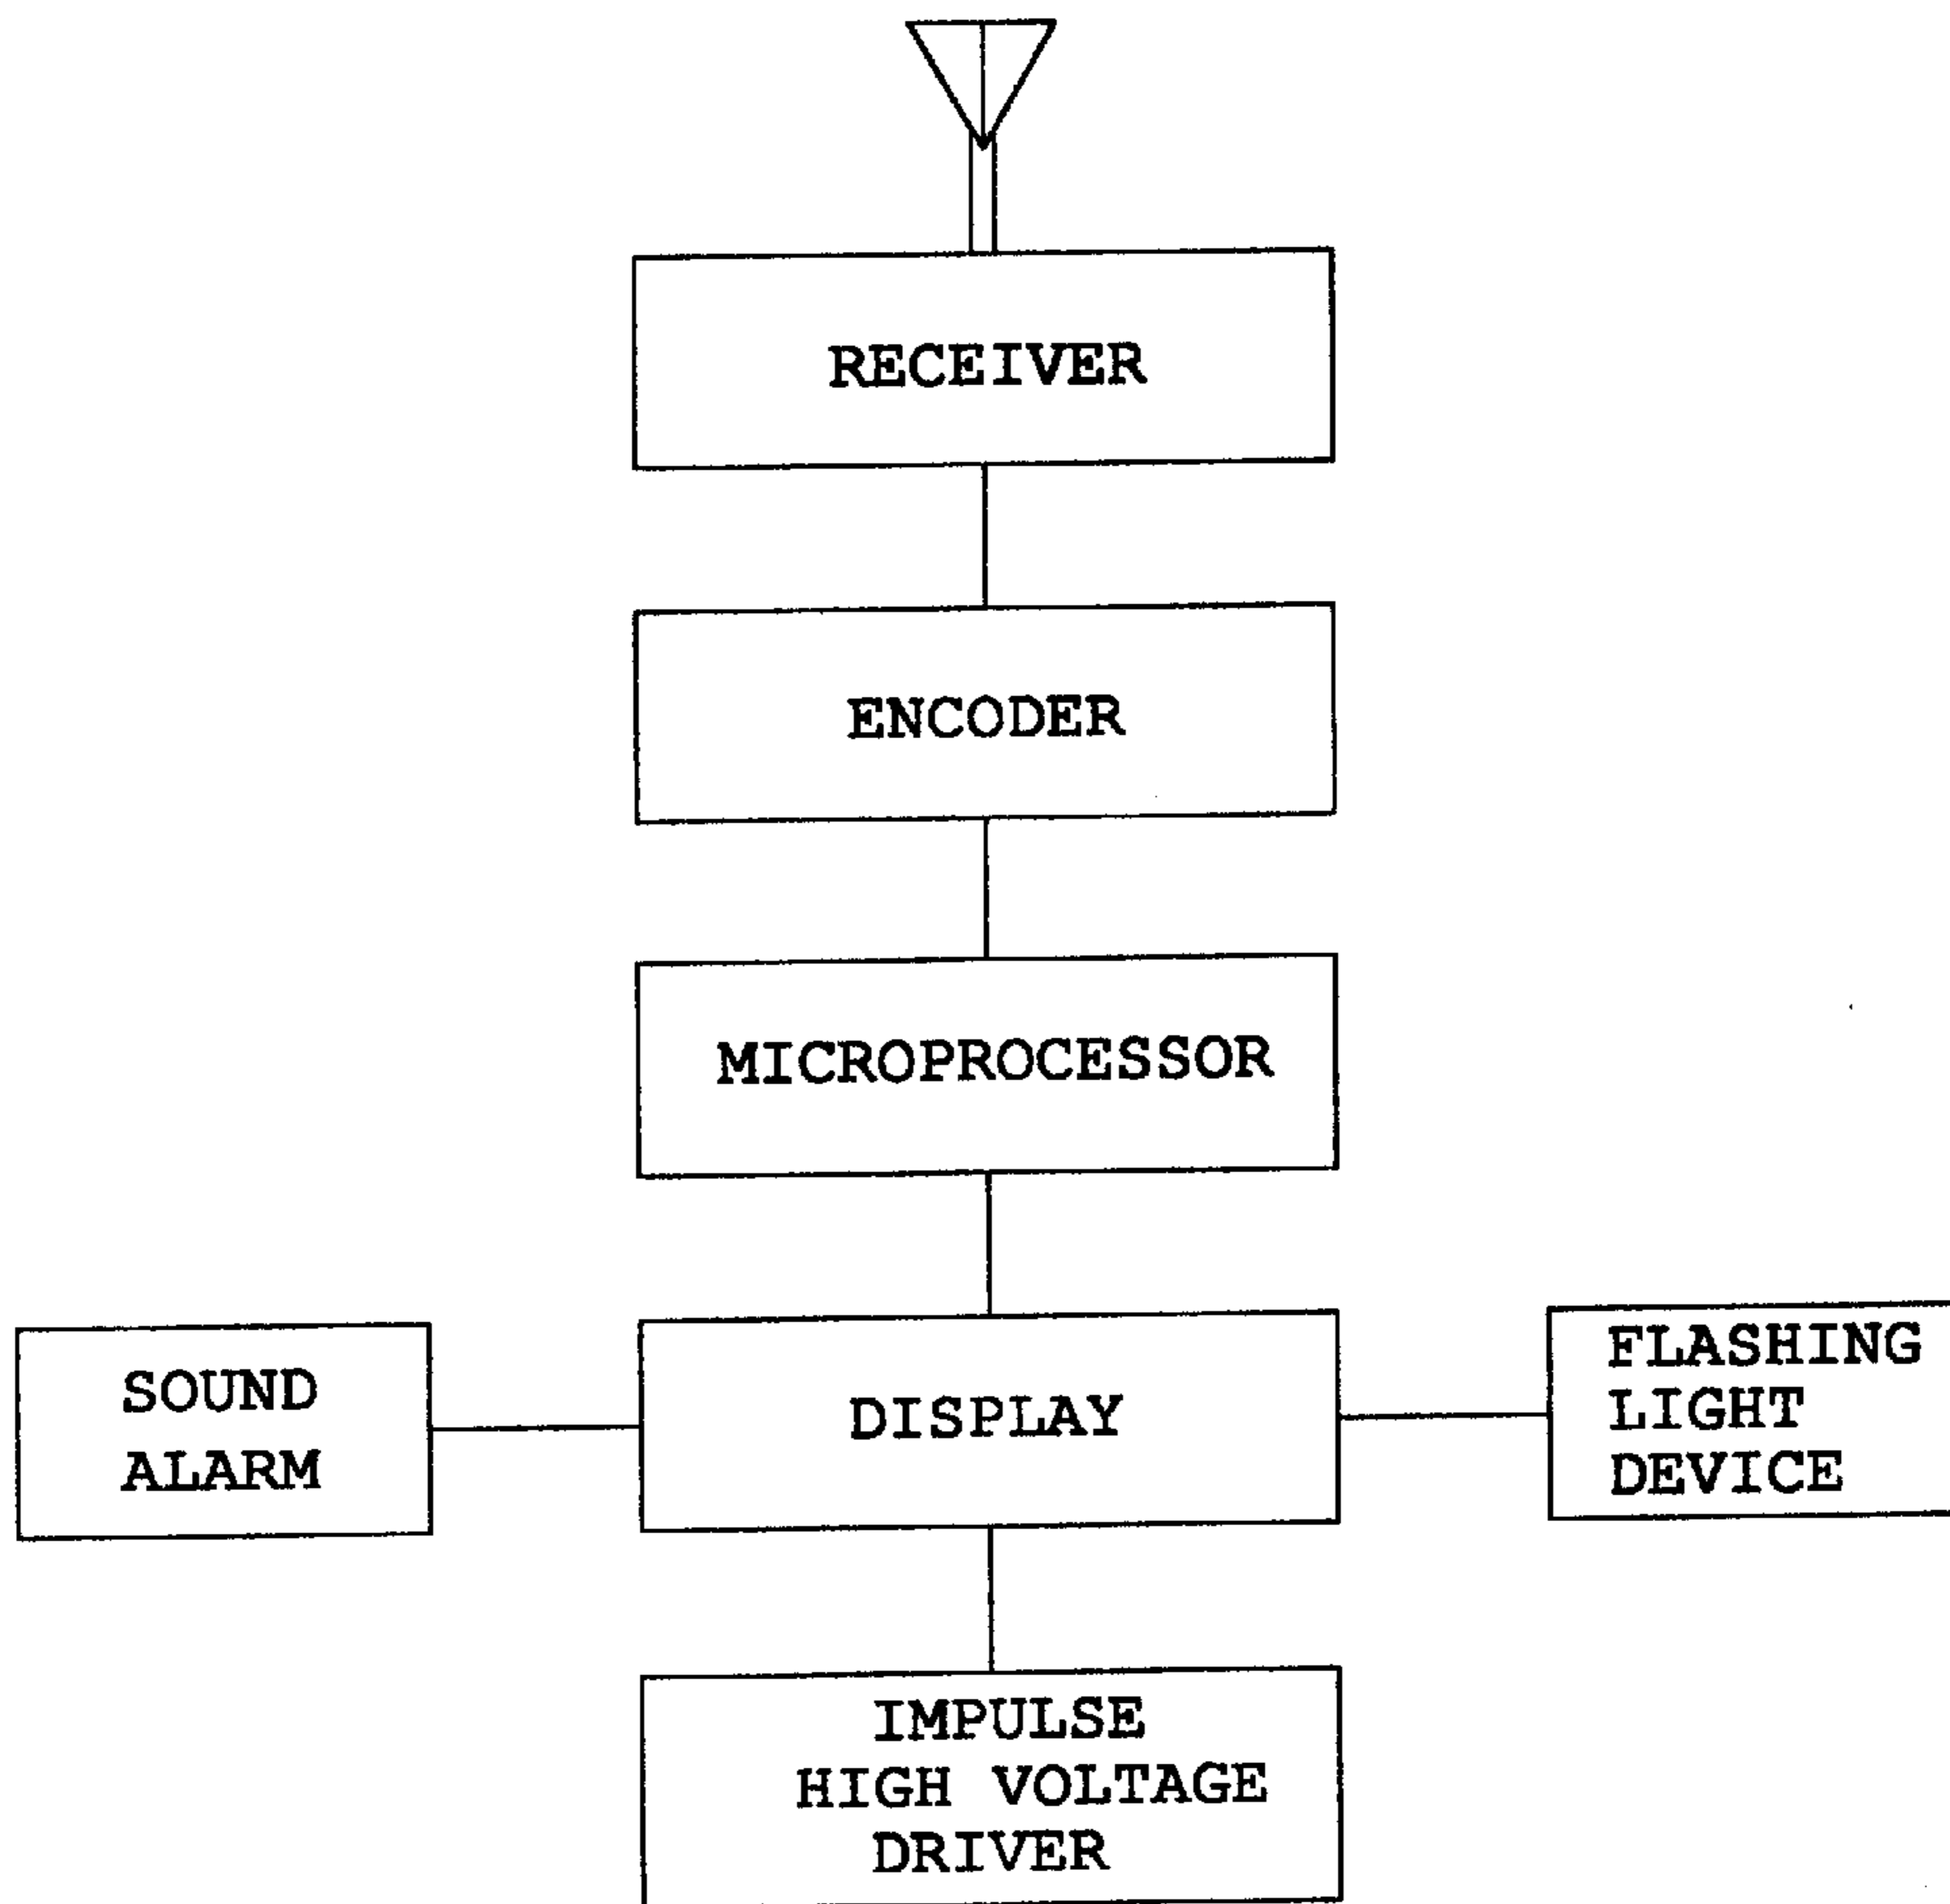 RECEIVER
ENCODER
MICROPROCESSOR
SOUND
ALARM
DISPLAY
FLASHING
LIGHT
DEVICE
IMPULSE
HIGH VOLTAGE
DRIVER